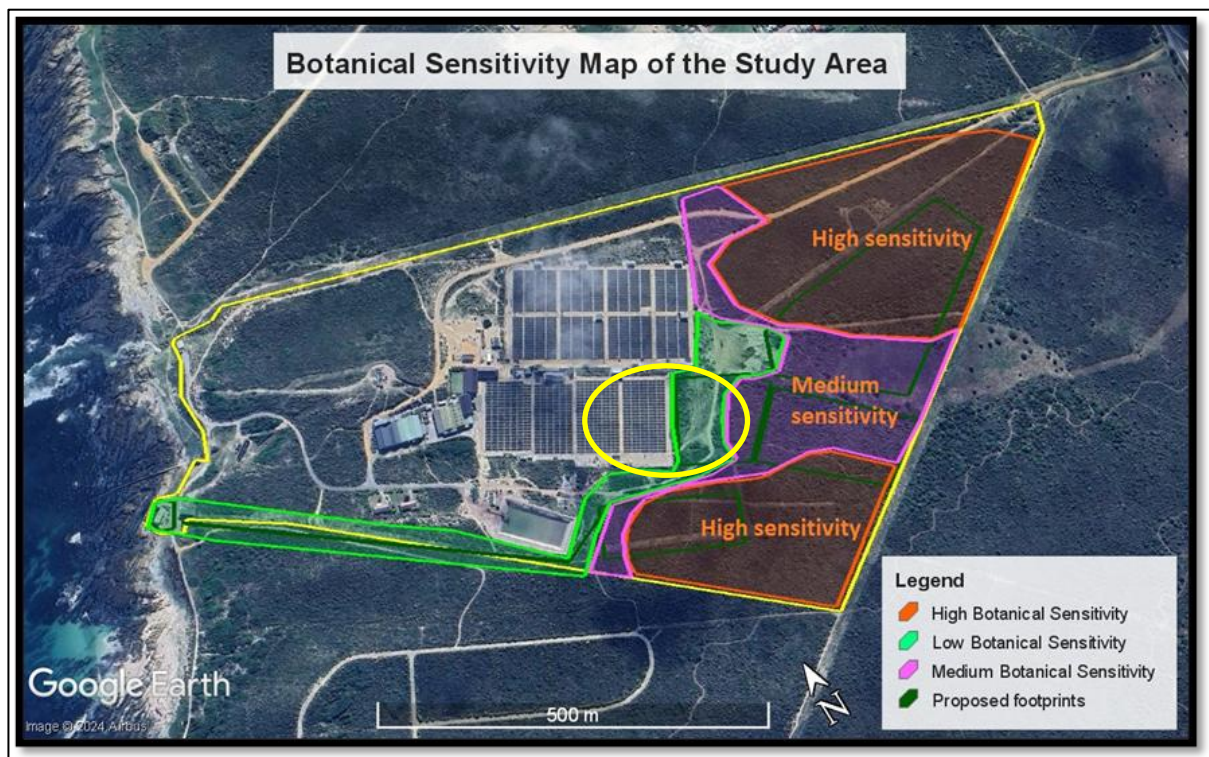 Botanical Sensitivity Map of the Study Area
High sensitivity
Medium
sensitivity
High sensitivity
Legend
High Botanical Sensitivity
Low Botanical Sensitivity
Medium Botanical Sensitivity
Proposed footprints
Google Earth
Image © 2024 Airbus
500 m
N